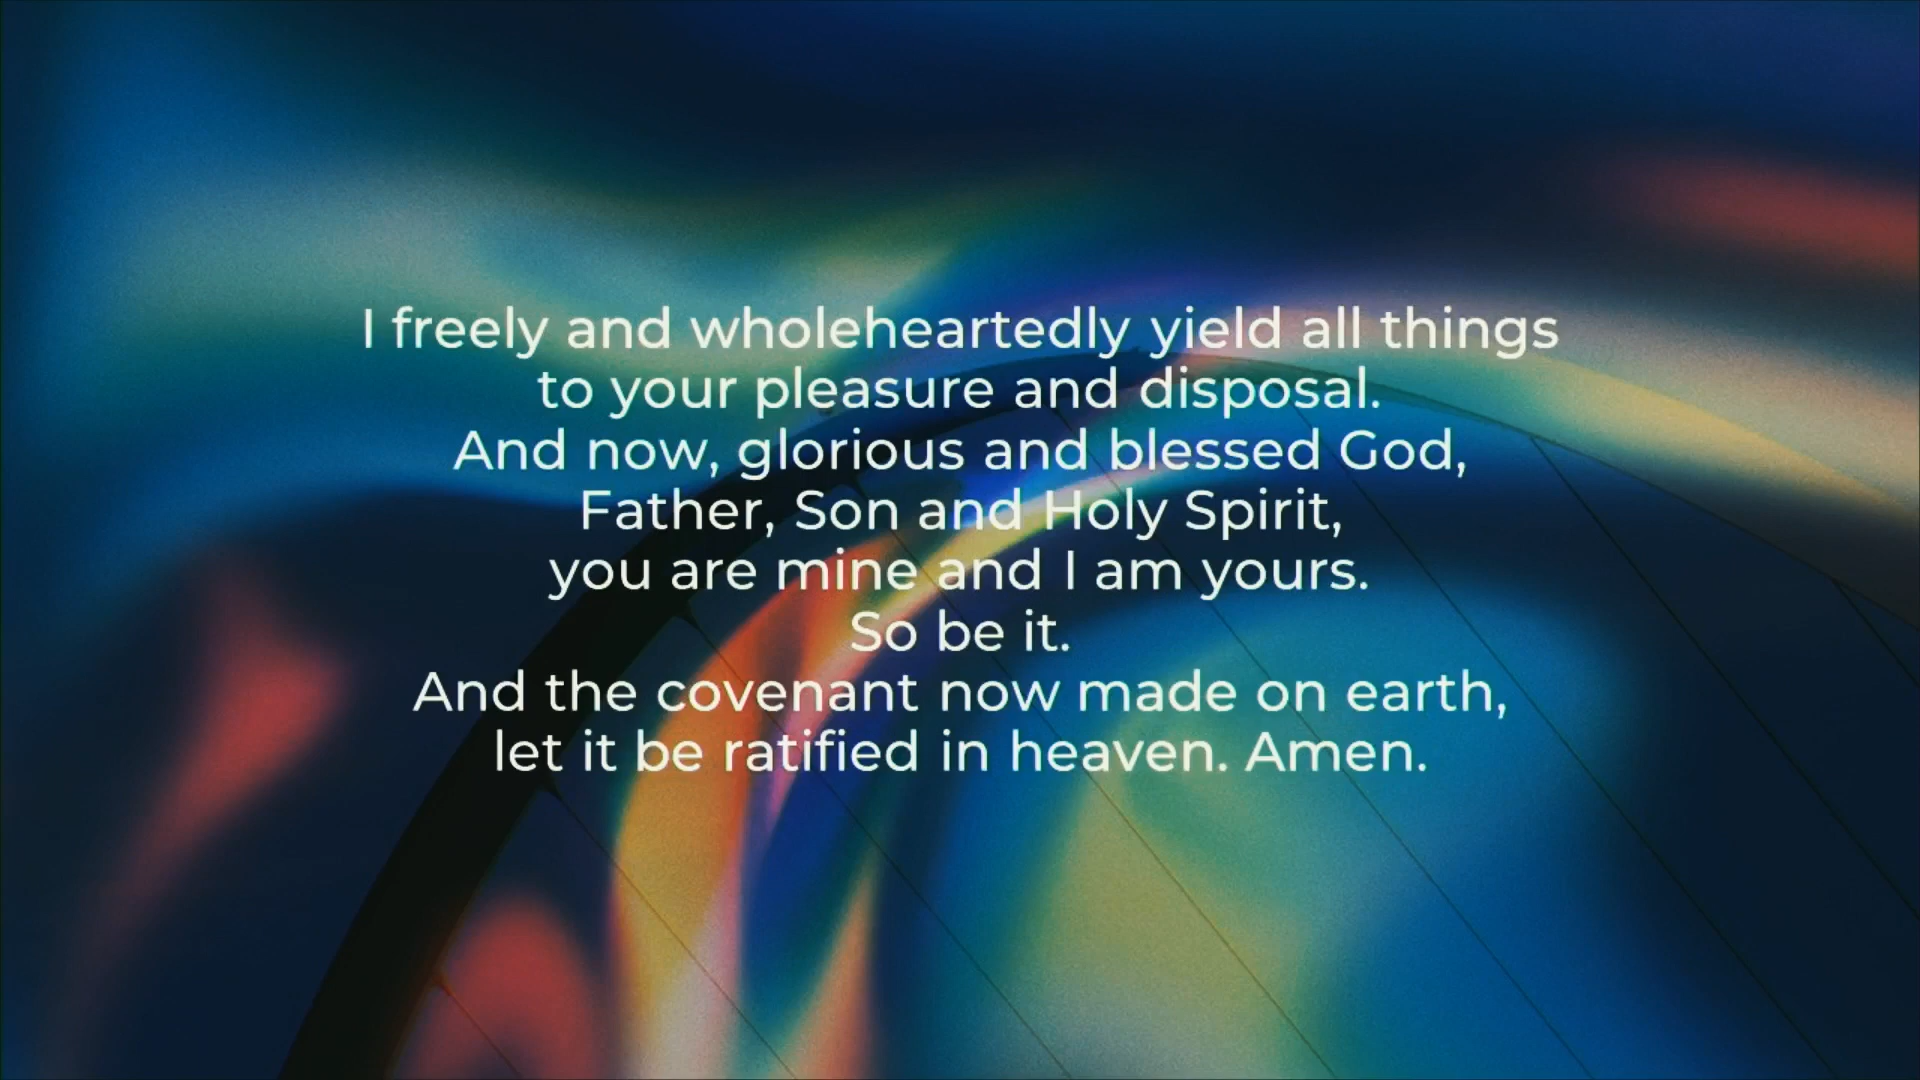 I freely and wholeheartedly yield all things
to your pleasure and disposal.
And now, glorious and blessed God,
Father, Son and Holy Spirit,
you are mine and I am yours.
So be it.
And the covenant now made on earth,
let it be ratified in heaven. Amen.